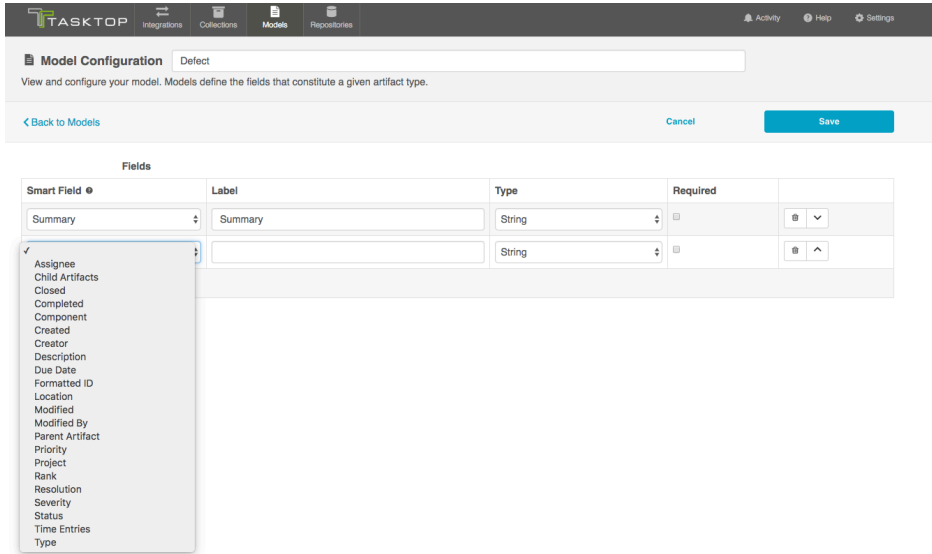 TASKTOP
Integrations
Collections
Models
Repositories
Activity
Help
Settings
Model Configuration
Defect
View and configure your model. Models define the fields that constitute a given artifact type.
Back to Models
Cancel
Save
Fields
Smart Field
Label
Type
Required
Summary
Summary
String
String
Assignee
Child Artifacts
Closed
Completed
Component
Created
Creator
Description
Due Date
Formatted ID
Location
Modified
Modified By
Parent Artifact
Priority
Project
Rank
Resolution
Severity
Status
Time Entries
Type